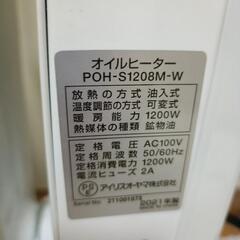 オイルヒーター
POH-S1208M-W
放熱の方式 油入式
温度調節の方式 可変式
暖房能力 1200W
熱媒体の種類 鉱物油
定格電圧 AC100V
定格周波数 50/60Hz
定格消費電力 1200W
電流ヒューズ 2A
PSE
アイリスオーヤマ株式会社
2021年製